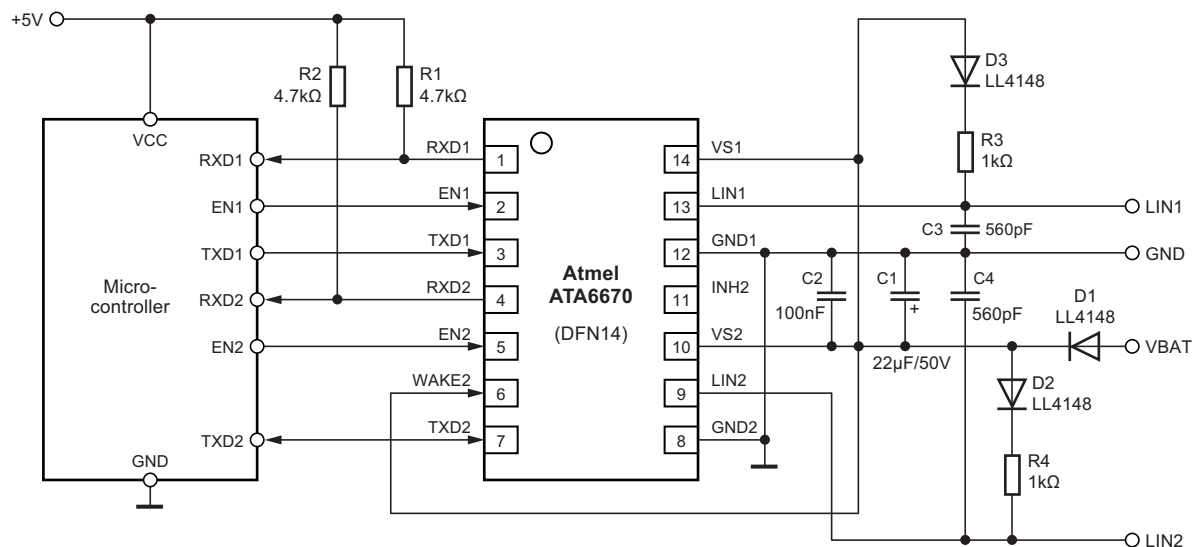 +5V
R2
4.7kΩ
R1
4.7kΩ
D3
LL4148
VCC
RXD1
RXD1
1
14
VS1
R3
1kΩ
EN1
EN1
2
13
LIN1
LIN1
C3
560pF
TXD1
TXD1
3
12
GND1
GND
Atmel
ATA6670
(DFN14)
Micro-
controller
RXD2
RXD2
4
11
INH2
C2
100nF
C1
+
22µF/50V
C4
560pF
D1
LL4148
EN2
EN2
5
10
VS2
VBAT
WAKE2
6
9
LIN2
D2
LL4148
TXD2
TXD2
7
8
GND2
GND
R4
1kΩ
LIN2